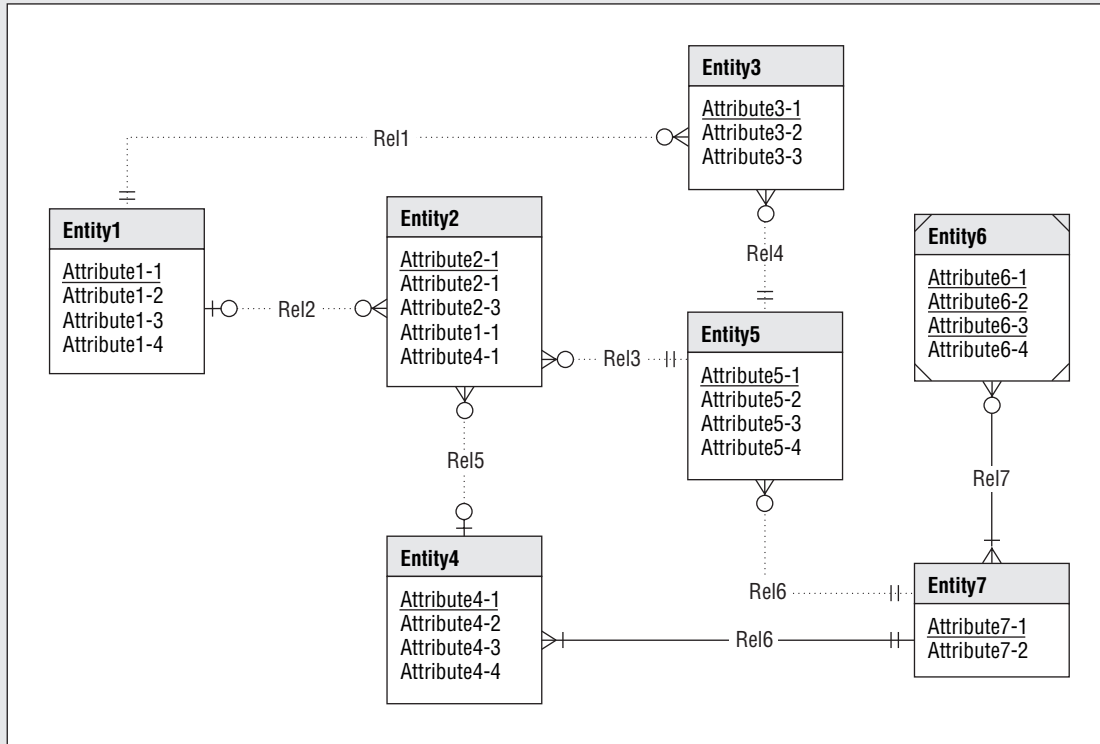 Entity3
Attribute3-1
Attribute3-2
Attribute3-3
Rel1
Entity1
Attribute1-1
Attribute1-2
Attribute1-3
Attribute1-4
Rel2
Entity2
Attribute2-1
Attribute2-1
Attribute2-3
Attribute1-1
Attribute4-1
Rel4
Entity6
Attribute6-1
Attribute6-2
Attribute6-3
Attribute6-4
Rel3
Entity5
Attribute5-1
Attribute5-2
Attribute5-3
Attribute5-4
Rel5
Rel7
Entity4
Attribute4-1
Attribute4-2
Attribute4-3
Attribute4-4
Rel6
Rel6
Entity7
Attribute7-1
Attribute7-2